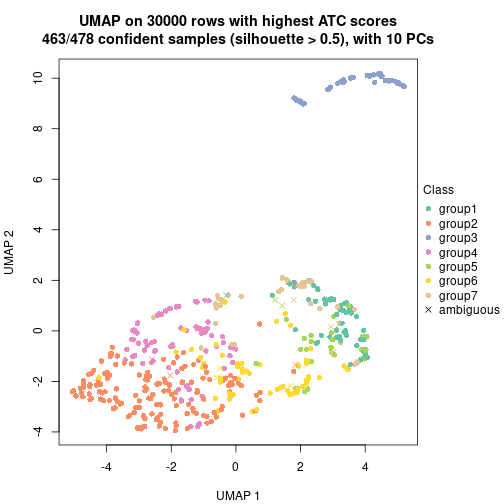 UMAP on 30000 rows with highest ATC scores
463/478 confident samples (silhouette > 0.5), with 10 PCs
10
8
6
4
2
0
-2
-4
UMAP 2
-4
-2
0
2
4
UMAP 1
Class
group1
group2
group3
group4
group5
group6
group7
ambiguous